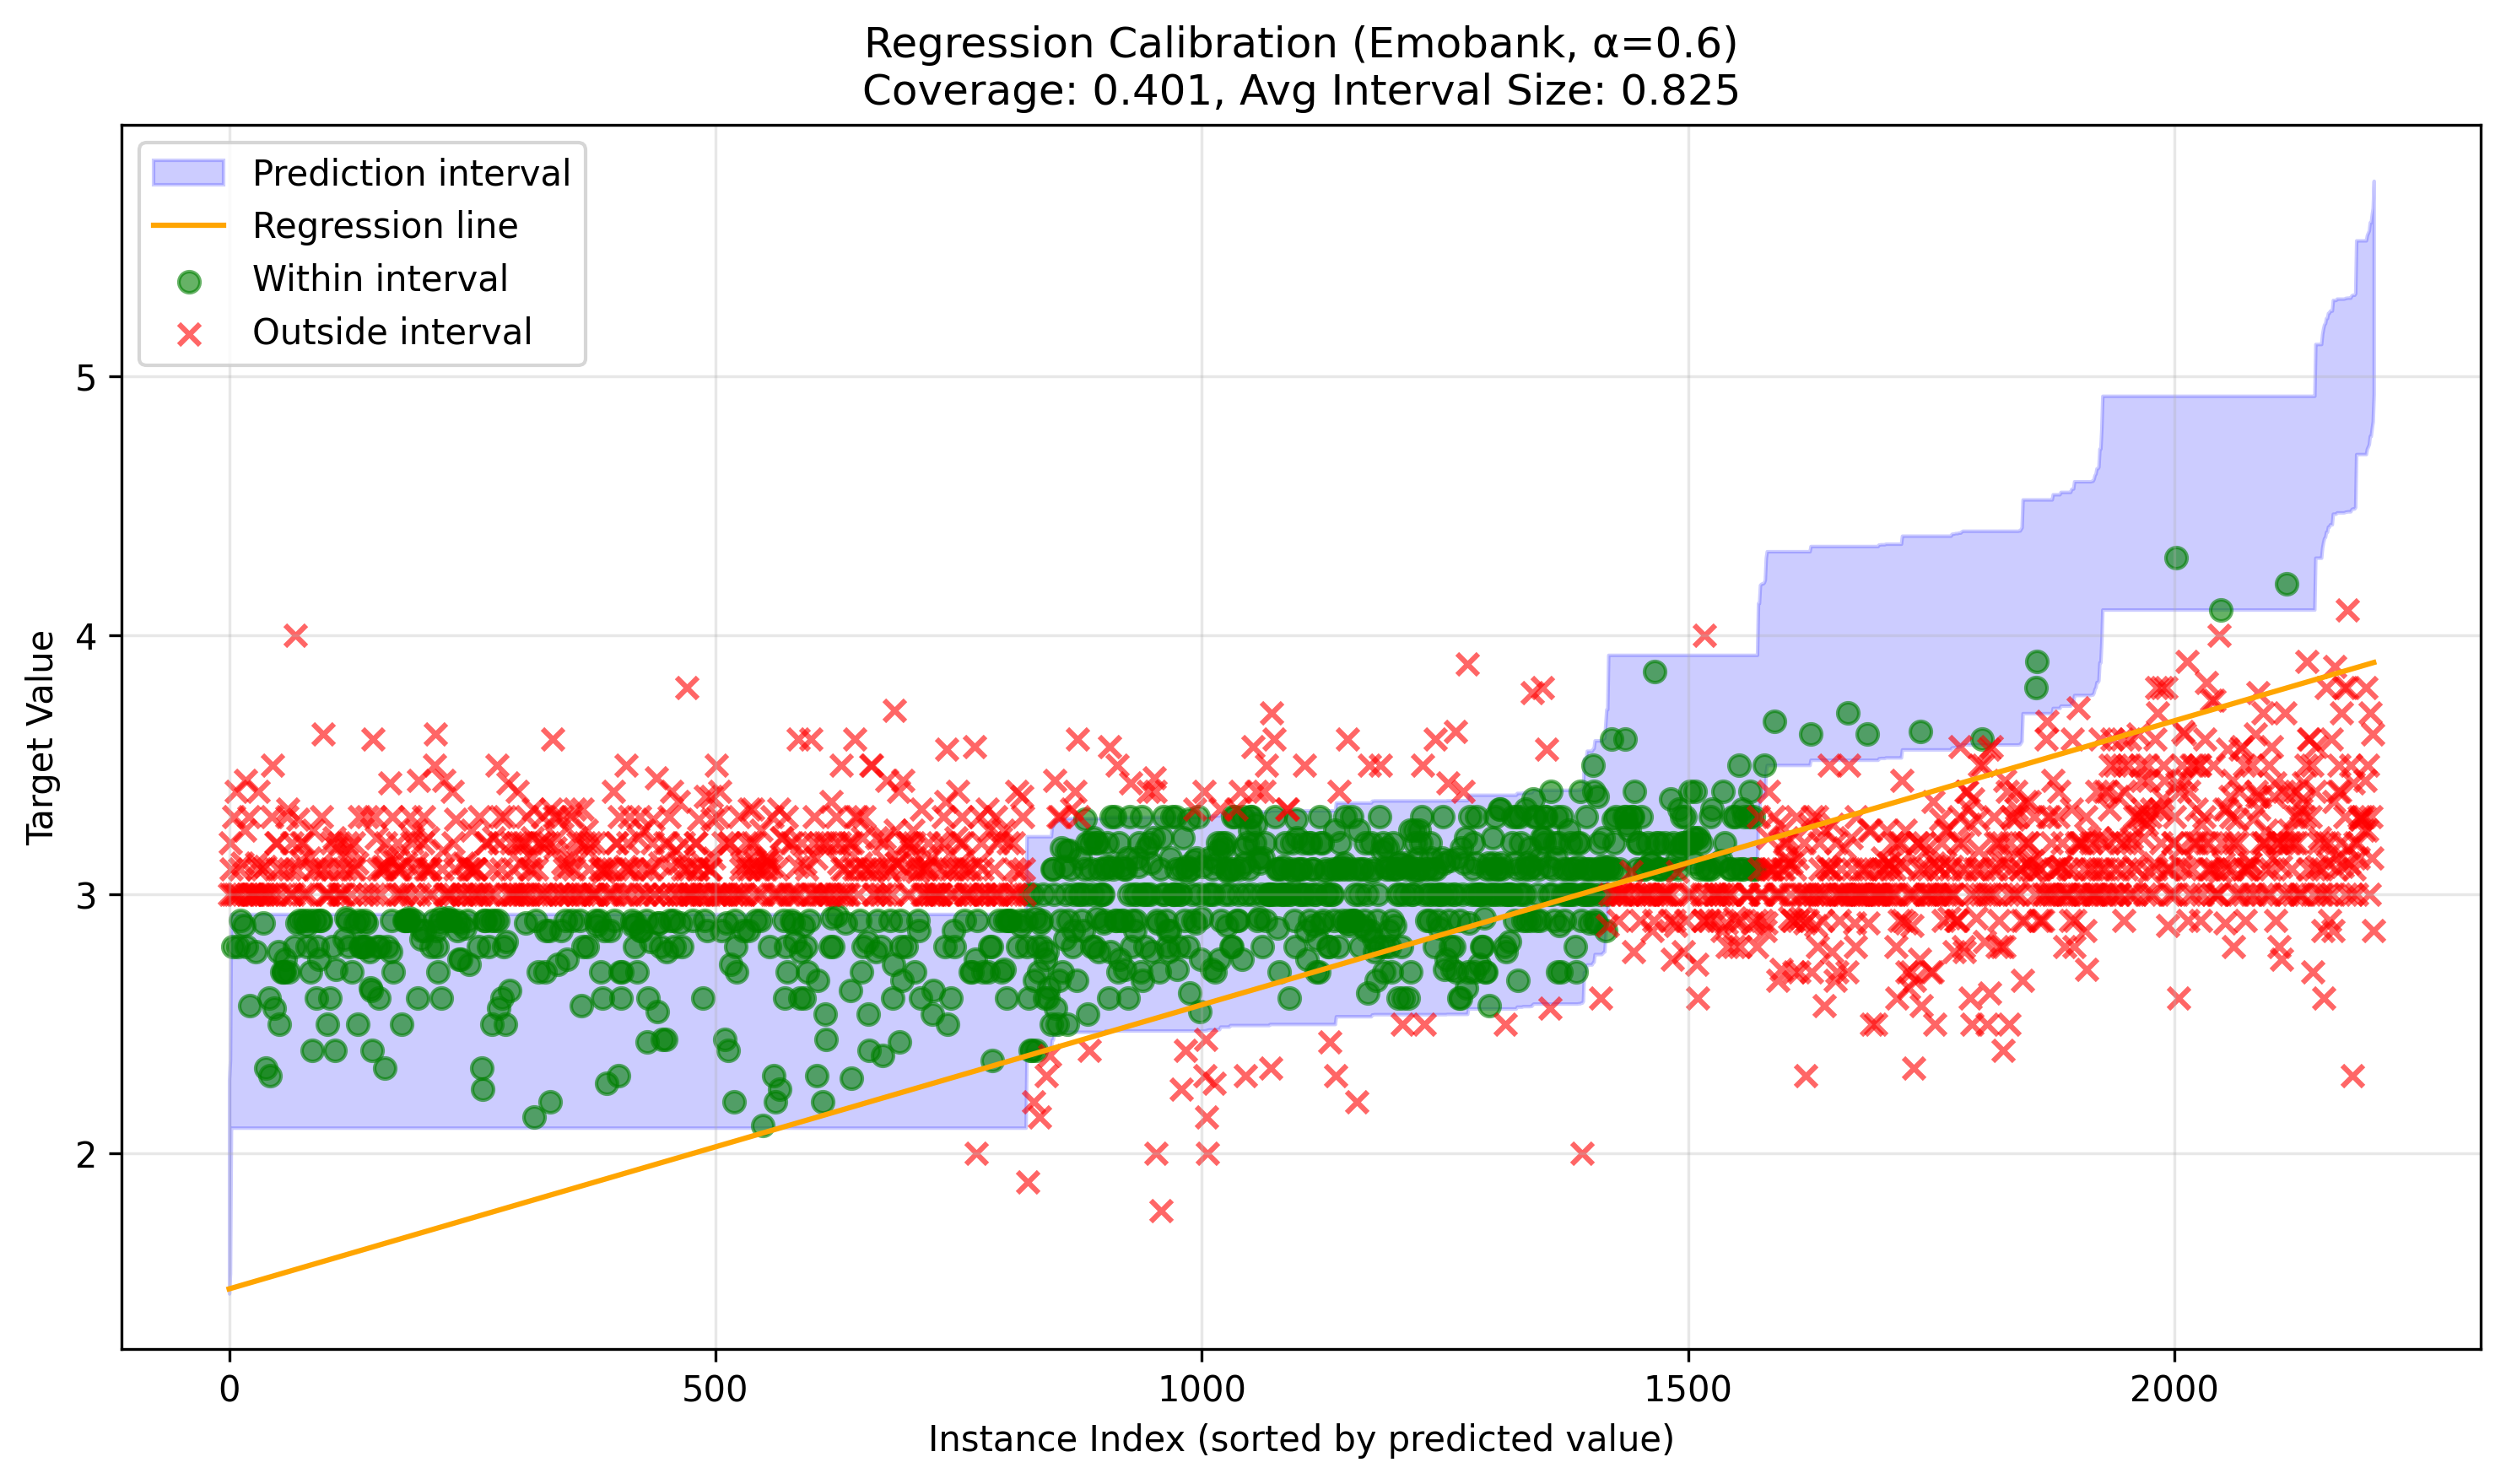 Regression Calibration (Emobank, α=0.6)
Coverage: 0.401, Avg Interval Size: 0.825
Prediction interval
Regression line
Within interval
Outside interval
Target Value
5
4
3
2
0
500
1000
1500
2000
Instance Index (sorted by predicted value)